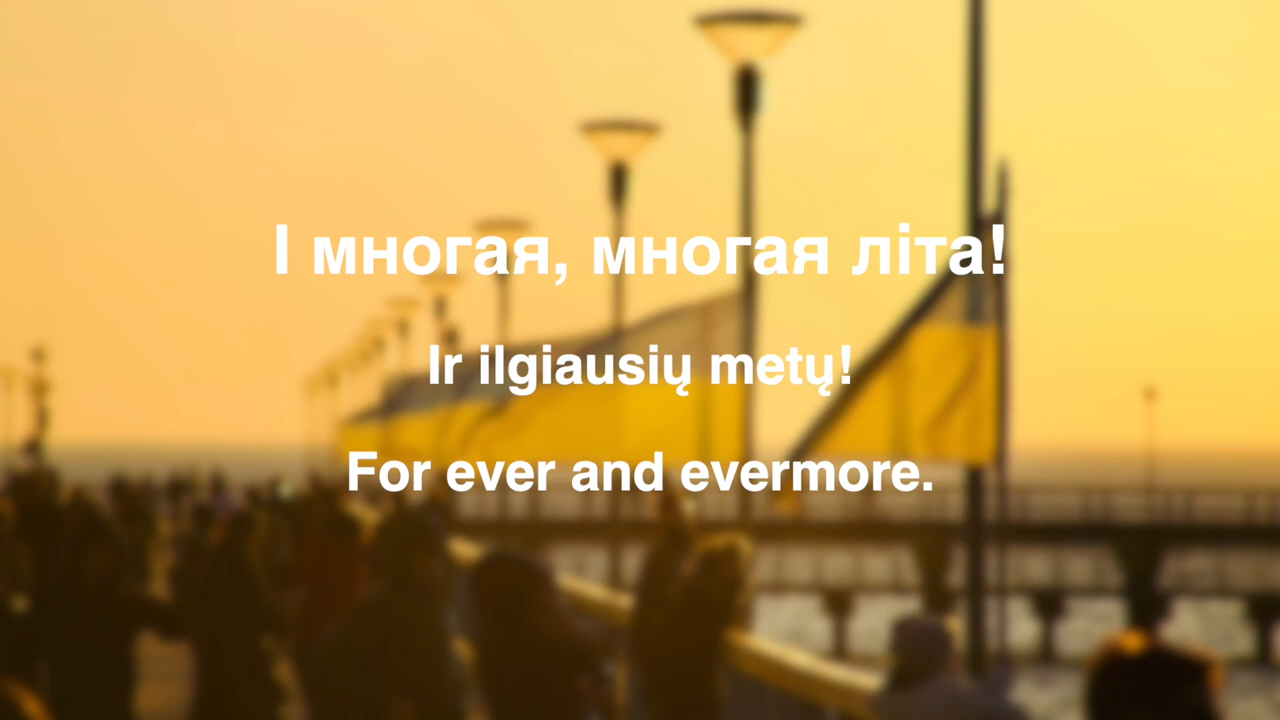 І многая, многая літа!
Ir ilgiausių metų!
For ever and evermore.